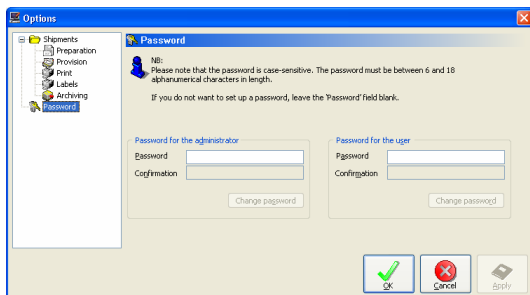 Options
Shipments
Preparation
Provision
Print
Labels
Archiving
Password
Password
NB:
Please note that the password is case-sensitive. The password must be between 6 and 18
alphanumerical characters in length.
If you do not want to set up a password, leave the 'Password' field blank.
Password for the administrator
Password
Confirmation
Change password
Password for the user
Password
Confirmation
Change password
OK
Cancel
Apply